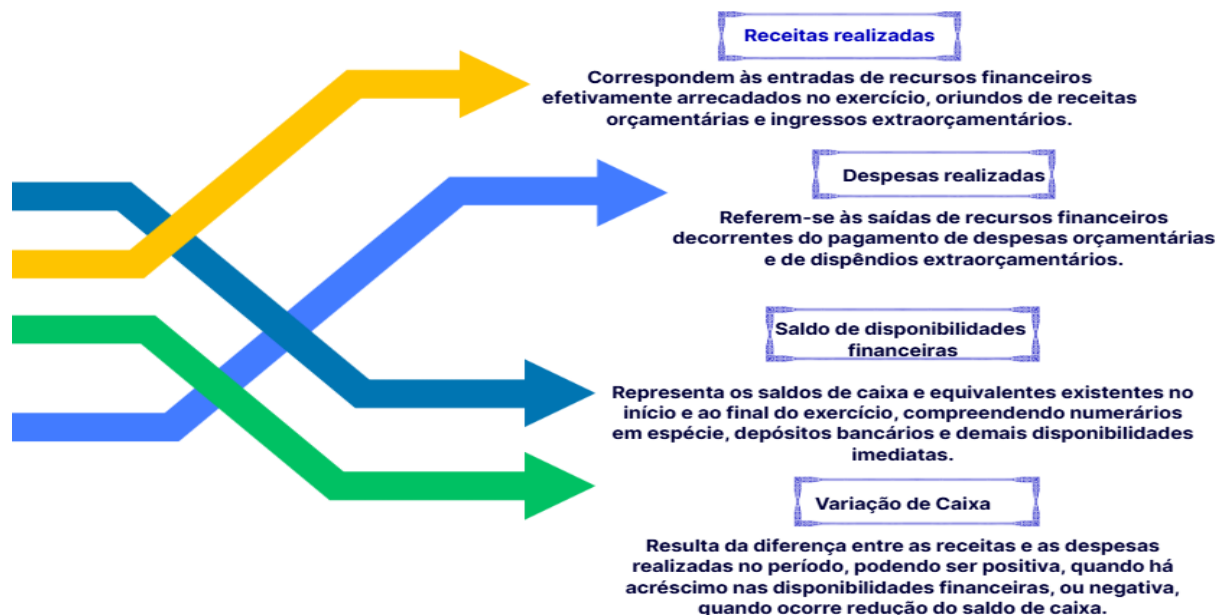 Receitas realizadas
Correspondem às entradas de recursos financeiros
efetivamente arrecadados no exercício, oriundos de receitas
orçamentárias e ingressos extraorçamentários.
Despesas realizadas
Referem-se às saídas de recursos financeiros
decorrentes do pagamento de despesas orçamentárias
e de dispêndios extraorçamentários.
Saldo de disponibilidades
financeiras
Representa os saldos de caixa e equivalentes existentes no
início e ao final do exercício, compreendendo numerários
em espécie, depósitos bancários e demais disponibilidades
imediatas.
Variação de Caixa
Resulta da diferença entre as receitas e as despesas
realizadas no período, podendo ser positiva, quando há
acréscimo nas disponibilidades financeiras, ou negativa,
quando ocorre redução do saldo de caixa.